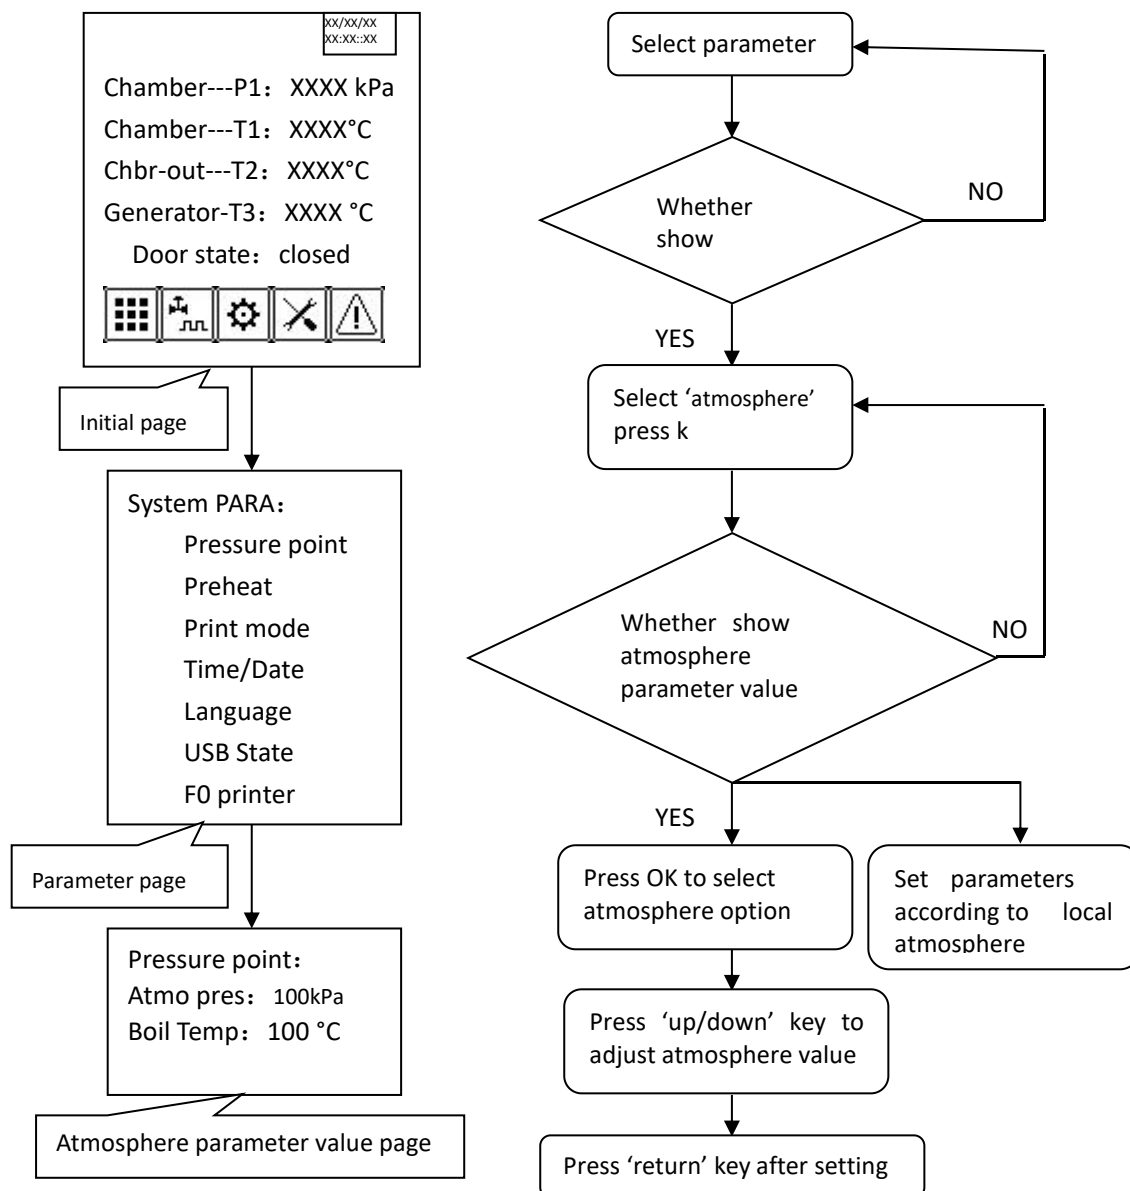 XX/XX/XX
XX:XX::XX
Chamber---P1：XXXX kPa
Chamber---T1：XXXX°C
Chbr-out---T2：XXXX°C
Generator-T3：XXXX °C
Door state：closed
Initial page
System PARA：
Pressure point
Preheat
Print mode
Time/Date
Language
USB State
F0 printer
Parameter page
Pressure point：
Atmo pres：100kPa
Boil Temp：100 °C
Atmosphere parameter value page
Select parameter
Whether
show
NO
YES
Select ‘atmosphere’
press k
Whether show
atmosphere
parameter value
NO
YES
Press OK to select
atmosphere option
Set parameters
according to local
atmosphere
Press ‘up/down’ key to
adjust atmosphere value
Press ‘return’ key after setting